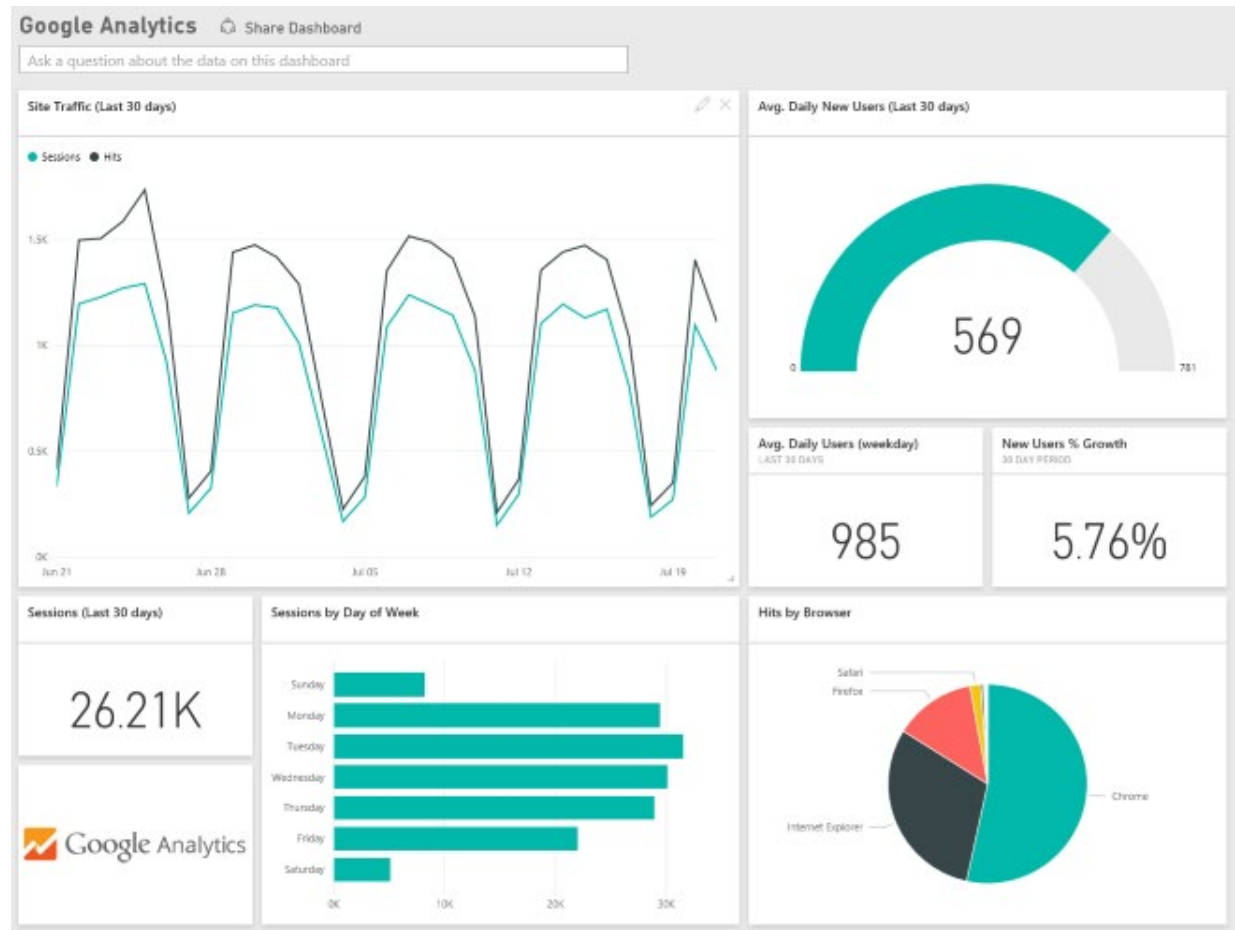 Google Analytics Share Dashboard
Ask a question about the data on this dashboard
Site Traffic (Last 30 days)
Sessions Hits
1.5K
1K
0.5K
0K
Jun 21 Jun 28 Jul 05 Jul 12 Jul 19
Avg. Daily New Users (Last 30 days)
569
0 781
Avg. Daily Users (weekday)
LAST 30 DAYS
985
New Users % Growth
30 DAY PERIOD
5.76%
Sessions (Last 30 days)
26.21K
Google Analytics
Sessions by Day of Week
Sunday
Monday
Tuesday
Wednesday
Thursday
Friday
Saturday
0K 10K 20K 30K
Hits by Browser
Safari
Firefox
Chrome
Internet Explorer